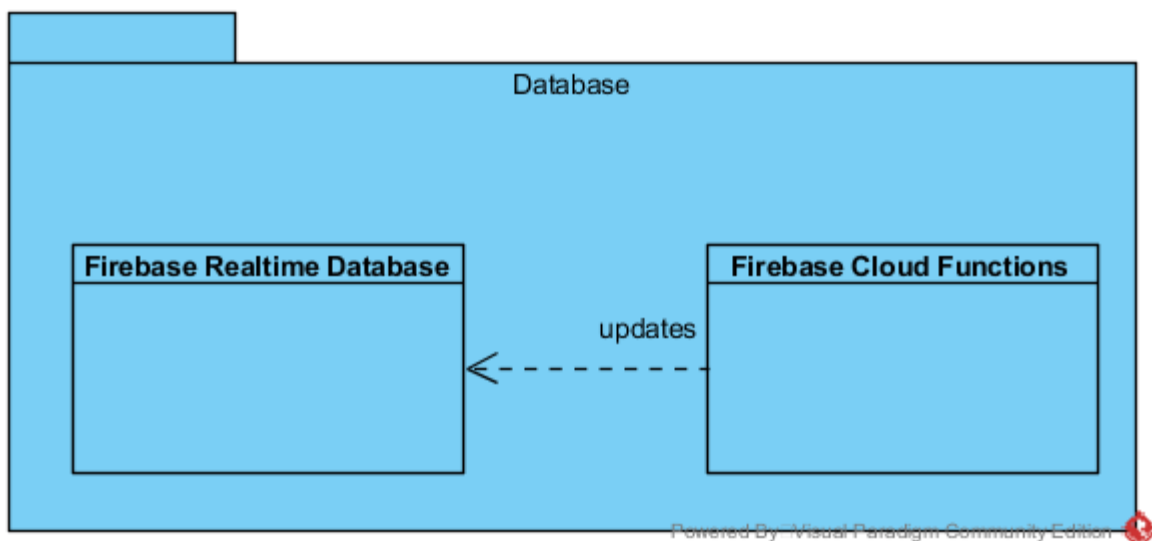 Database
Firebase Realtime Database
Firebase Cloud Functions
updates
Powered By Visual Paradigm Community Edition